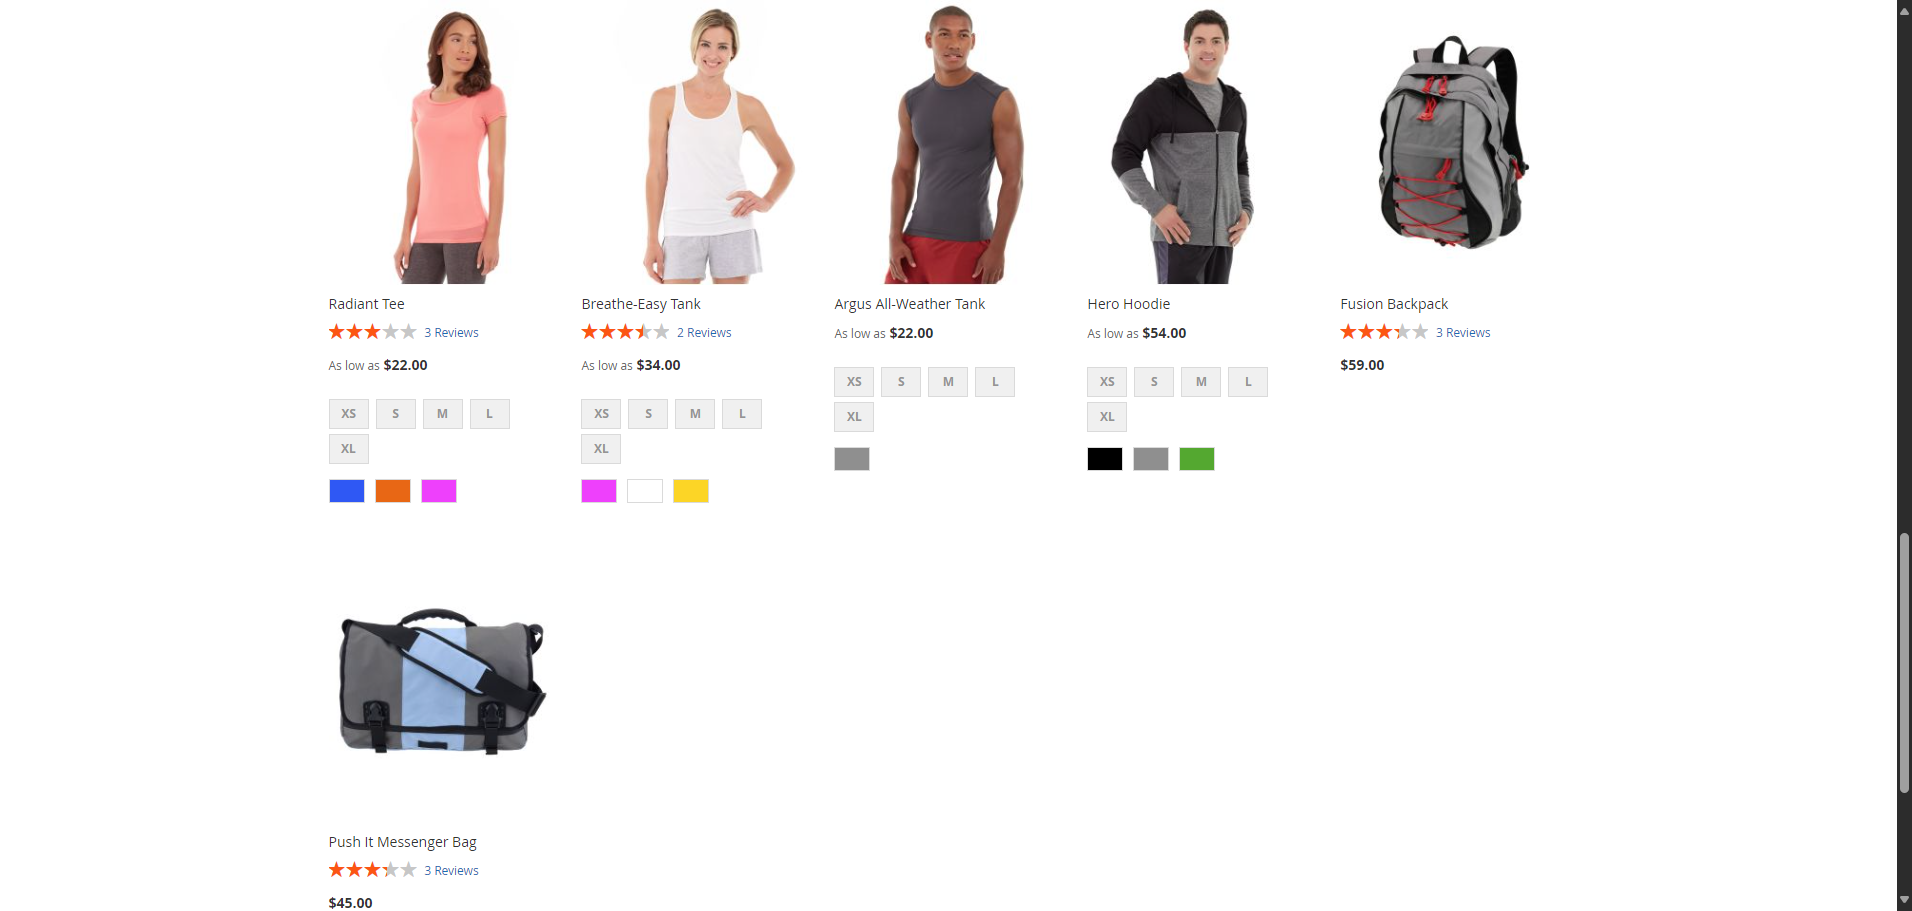 Radiant Tee
3 Reviews
As low as $22.00
XS S M L
XL
Breathe-Easy Tank
2 Reviews
As low as $34.00
XS S M L
XL
Argus All-Weather Tank
As low as $22.00
XS S M L
XL
Hero Hoodie
As low as $54.00
XS S M L
XL
Fusion Backpack
3 Reviews
$59.00
Push It Messenger Bag
3 Reviews
$45.00